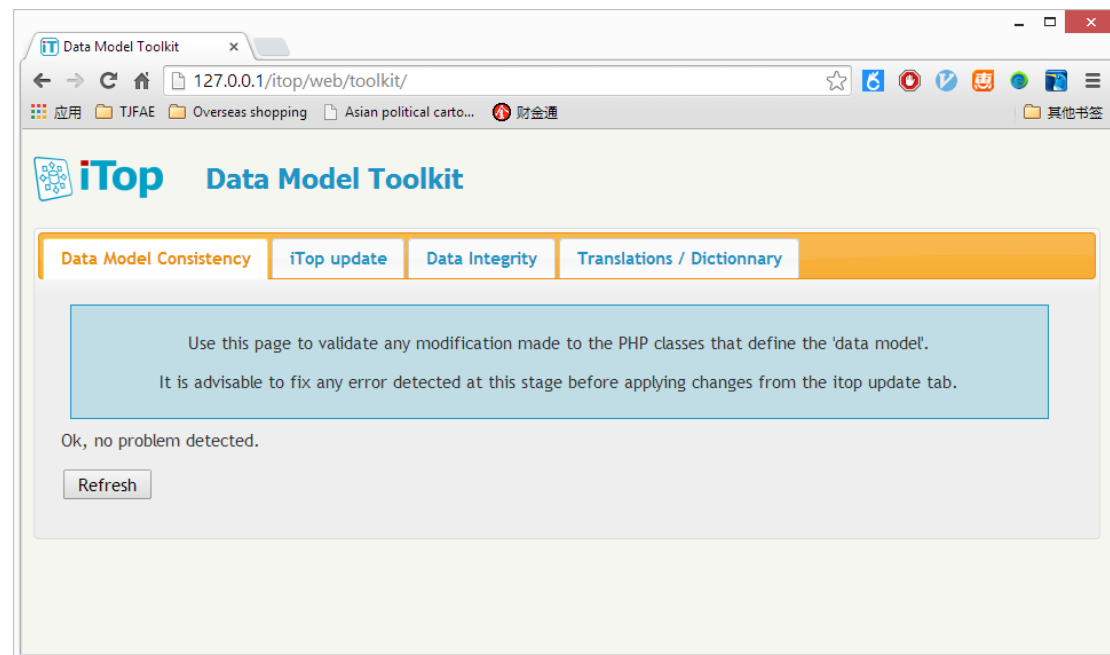 Data Model Toolkit
127.0.0.1/itop/web/toolkit/
应用 TJFAE Overseas shopping Asian political carto... 财金通 其他书签
iTop Data Model Toolkit
Data Model Consistency iTop update Data Integrity Translations / Dictionnary
Use this page to validate any modification made to the PHP classes that define the 'data model'.
It is advisable to fix any error detected at this stage before applying changes from the itop update tab.
Ok, no problem detected.
Refresh